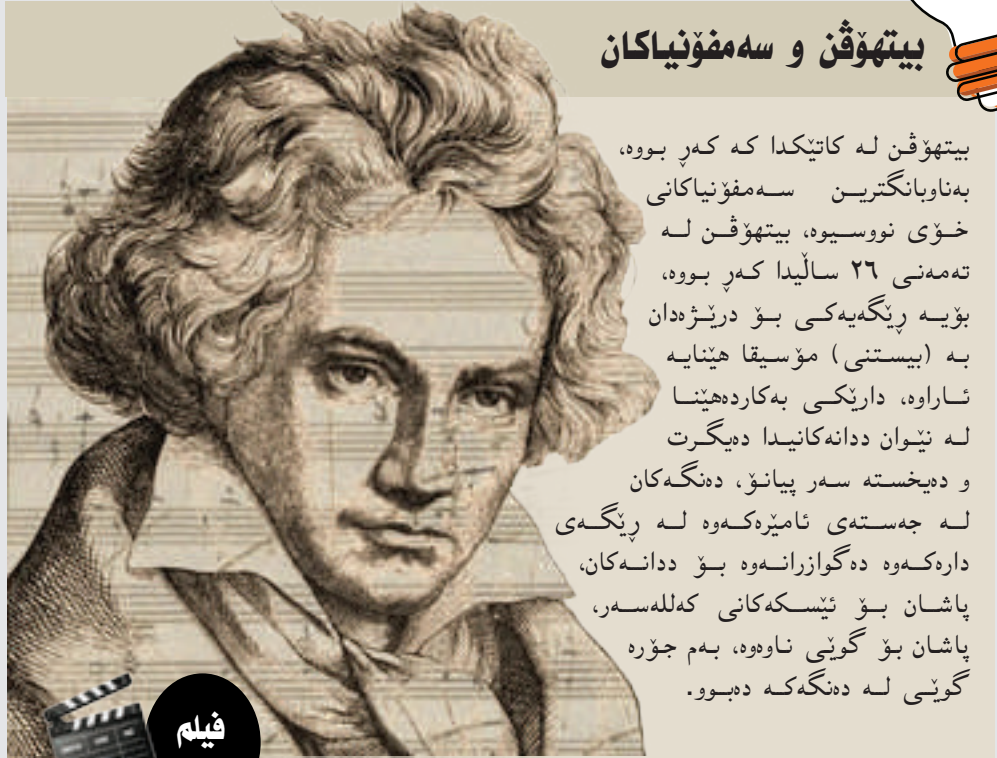 بیتهۆڤن و سەمفۆنیاکان
بیتهۆڤن لە کاتێکدا کە کەڕ بووە،
بەناوبانگترین سەمفۆنیاکانی
خۆی نووسیوە، بیتهۆڤن لە
تەمەنی ٢٦ ساڵیدا کەڕ بووە،
بۆیە ڕێگەیەکی بۆ درێژەدان
بە (بیستنی) مۆسیقا هێنایە
ئاراوە، دارێکی بەکاردەهێنا
لە نێوان ددانەکانیدا دەیگرت
و دەیخستە سەر پیانۆ، دەنگەکان
لە جەستەی ئامێرەکەوە لە ڕێگەی
دارەکەوە دەگوازرانەوە بۆ ددانەکان،
پاشان بۆ ئێسکەکانی کەللەسەر،
پاشان بۆ گوێی ناوەوە، بەم جۆرە
گوێی لە دەنگەکە دەبوو.
فیلم